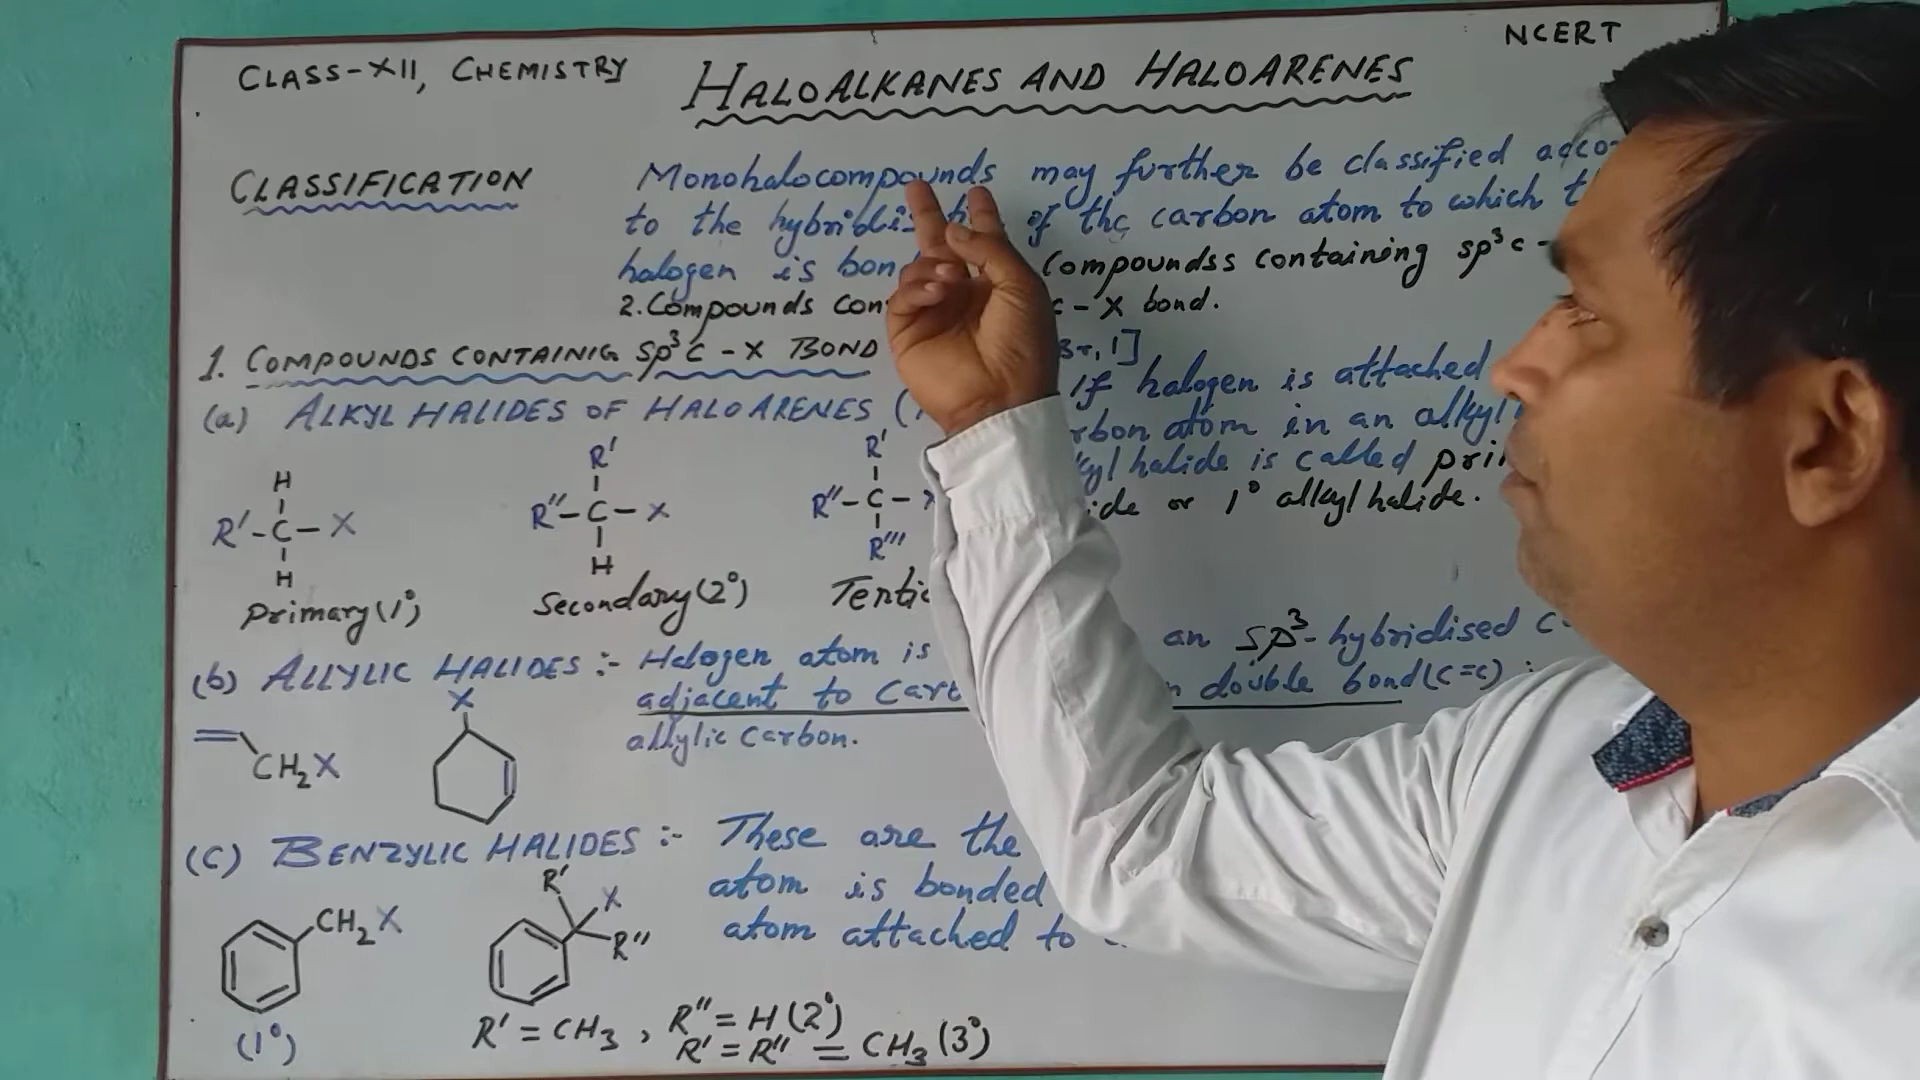 NCERT
CLASS-XII, CHEMISTRY
HALOALKANES AND HALOARENES
CLASSIFICATION
Monohalocompounds may further be classified acco-
to the of the carbon atom to which
halogen is Compoundss containing sp³c-
2. Compounds c-X bond.
1. COMPOUNDS CONTAINIG sp³c-X BOND
(a) ALKYL HALIDES OF HALOARENES
If halogen is attached
atom in an alkyl
halide is called
or 1° alkyl halide.
H
R'-C-X
H
Primary(1°)
R'
R''-C-X
H
Secondary(2°)
R'
R''-C-
R'''
(b) ALLYLIC HALIDES :- Halogen atom is an sp³-hybridised
adjacent to double bond(c=c)
allylic carbon.
CH₂X
X
(C) BENZYLIC HALIDES :- These are the
atom is bonded
atom attached to
CH₂X
(1°)
R'
X
R''
R'=CH₃, R''=H(2°)
R'=R''=CH₃(3°)